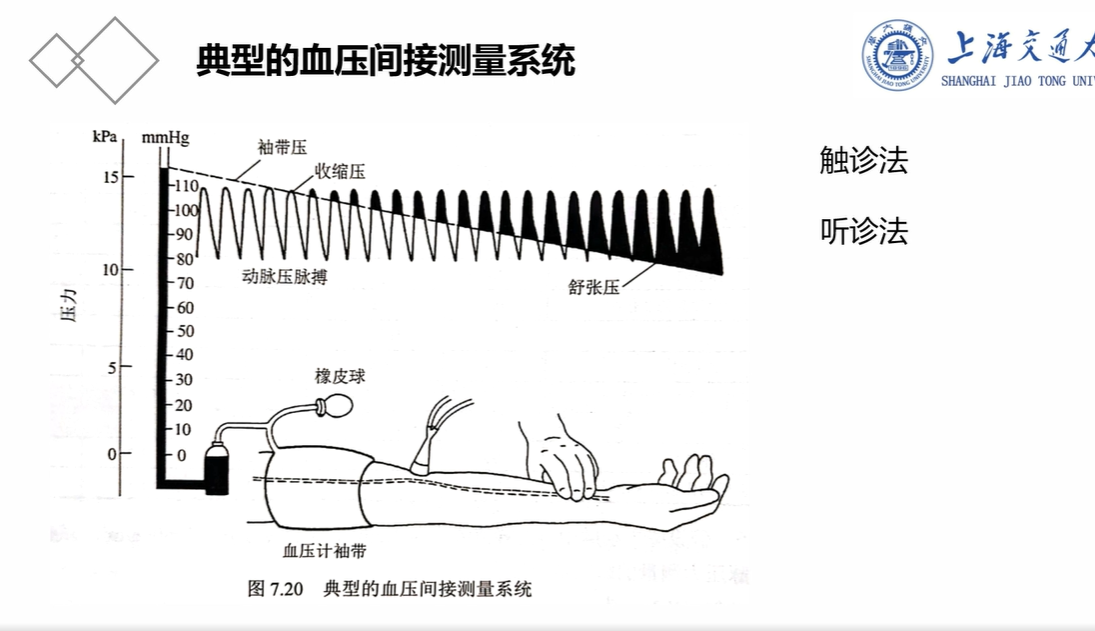 典型的血压间接测量系统
上海交通大
SHANGHAI JIAO TONG UNI
触诊法
听诊法
kPa
mmHg
袖带压
收缩压
15
110
100
90
80
10
70
60
50
40
5
30
20
10
0
0
压力
动脉压脉搏
舒张压
橡皮球
血压计袖带
图 7.20 典型的血压间接测量系统